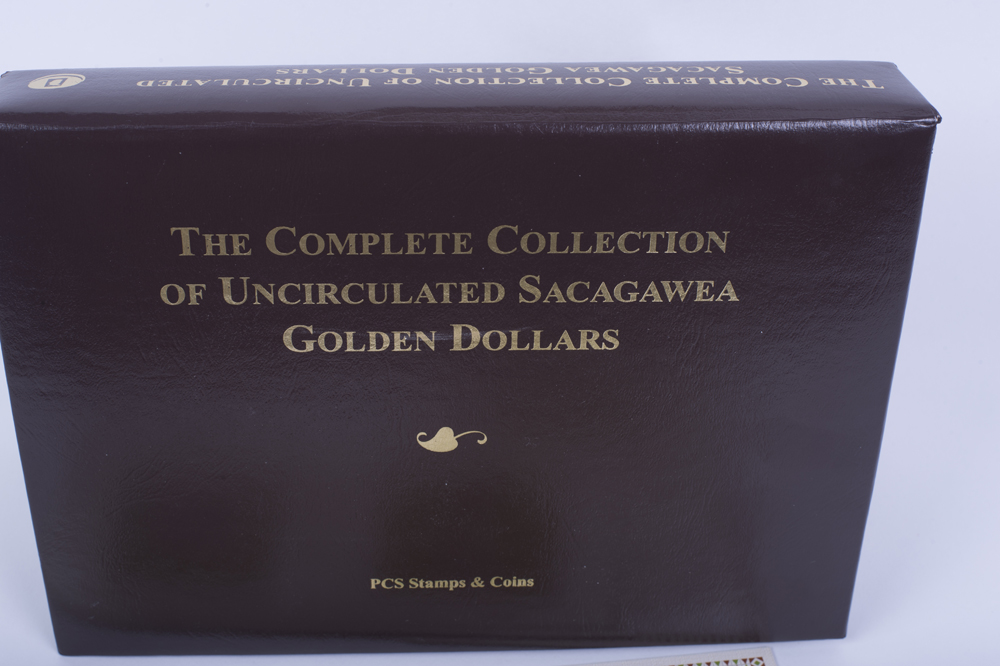 The Complete Collection of Uncirculated
Sacagawea Golden Dollars
The Complete Collection
of Uncirculated Sacagawea
Golden Dollars
PCS Stamps & Coins